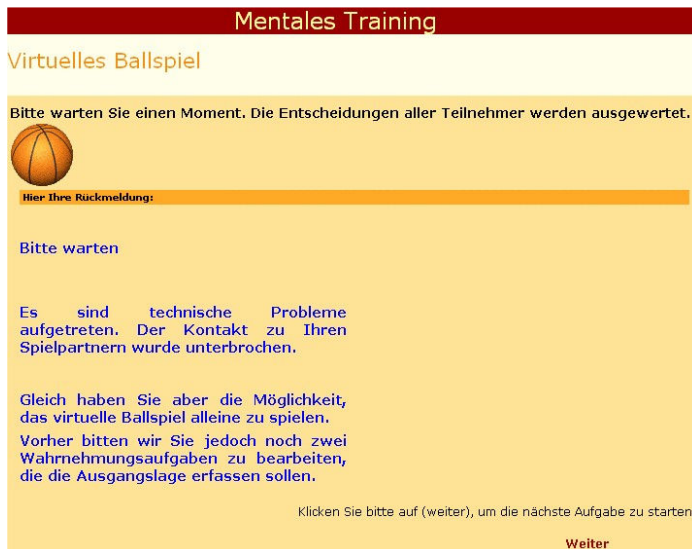 Mentales Training
Virtuelles Ballspiel
Bitte warten Sie einen Moment. Die Entscheidungen aller Teilnehmer werden ausgewertet.
Hier Ihre Rückmeldung:
Bitte warten
Es sind technische Probleme
aufgetreten. Der Kontakt zu Ihren
Spielpartnern wurde unterbrochen.
Gleich haben Sie aber die Möglichkeit,
das virtuelle Ballspiel alleine zu spielen.
Vorher bitten wir Sie jedoch noch zwei
Wahrnehmungsaufgaben zu bearbeiten,
die die Ausgangslage erfassen sollen.
Klicken Sie bitte auf (weiter), um die nächste Aufgabe zu starten
Weiter